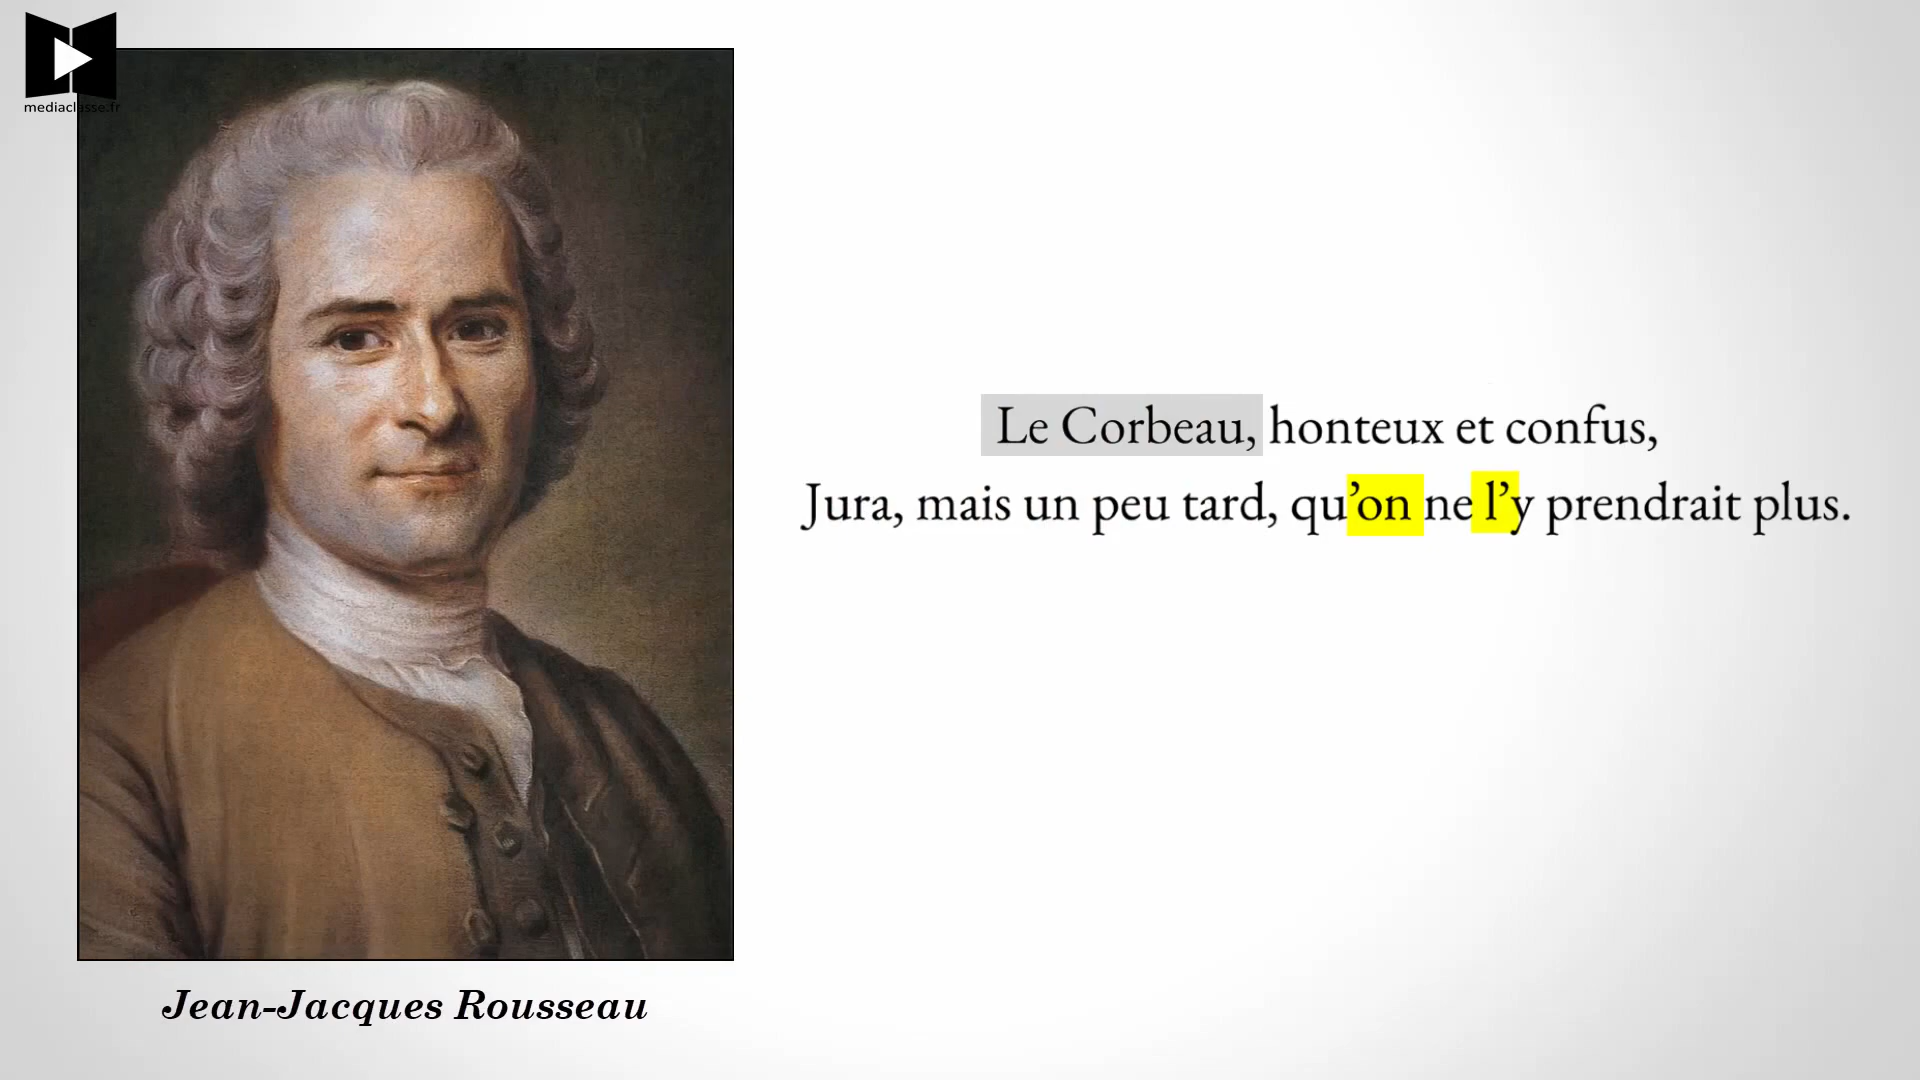 mediaclasse.fr
Le Corbeau, honteux et confus,
Jura, mais un peu tard, qu’on ne l’y prendrait plus.
Jean-Jacques Rousseau